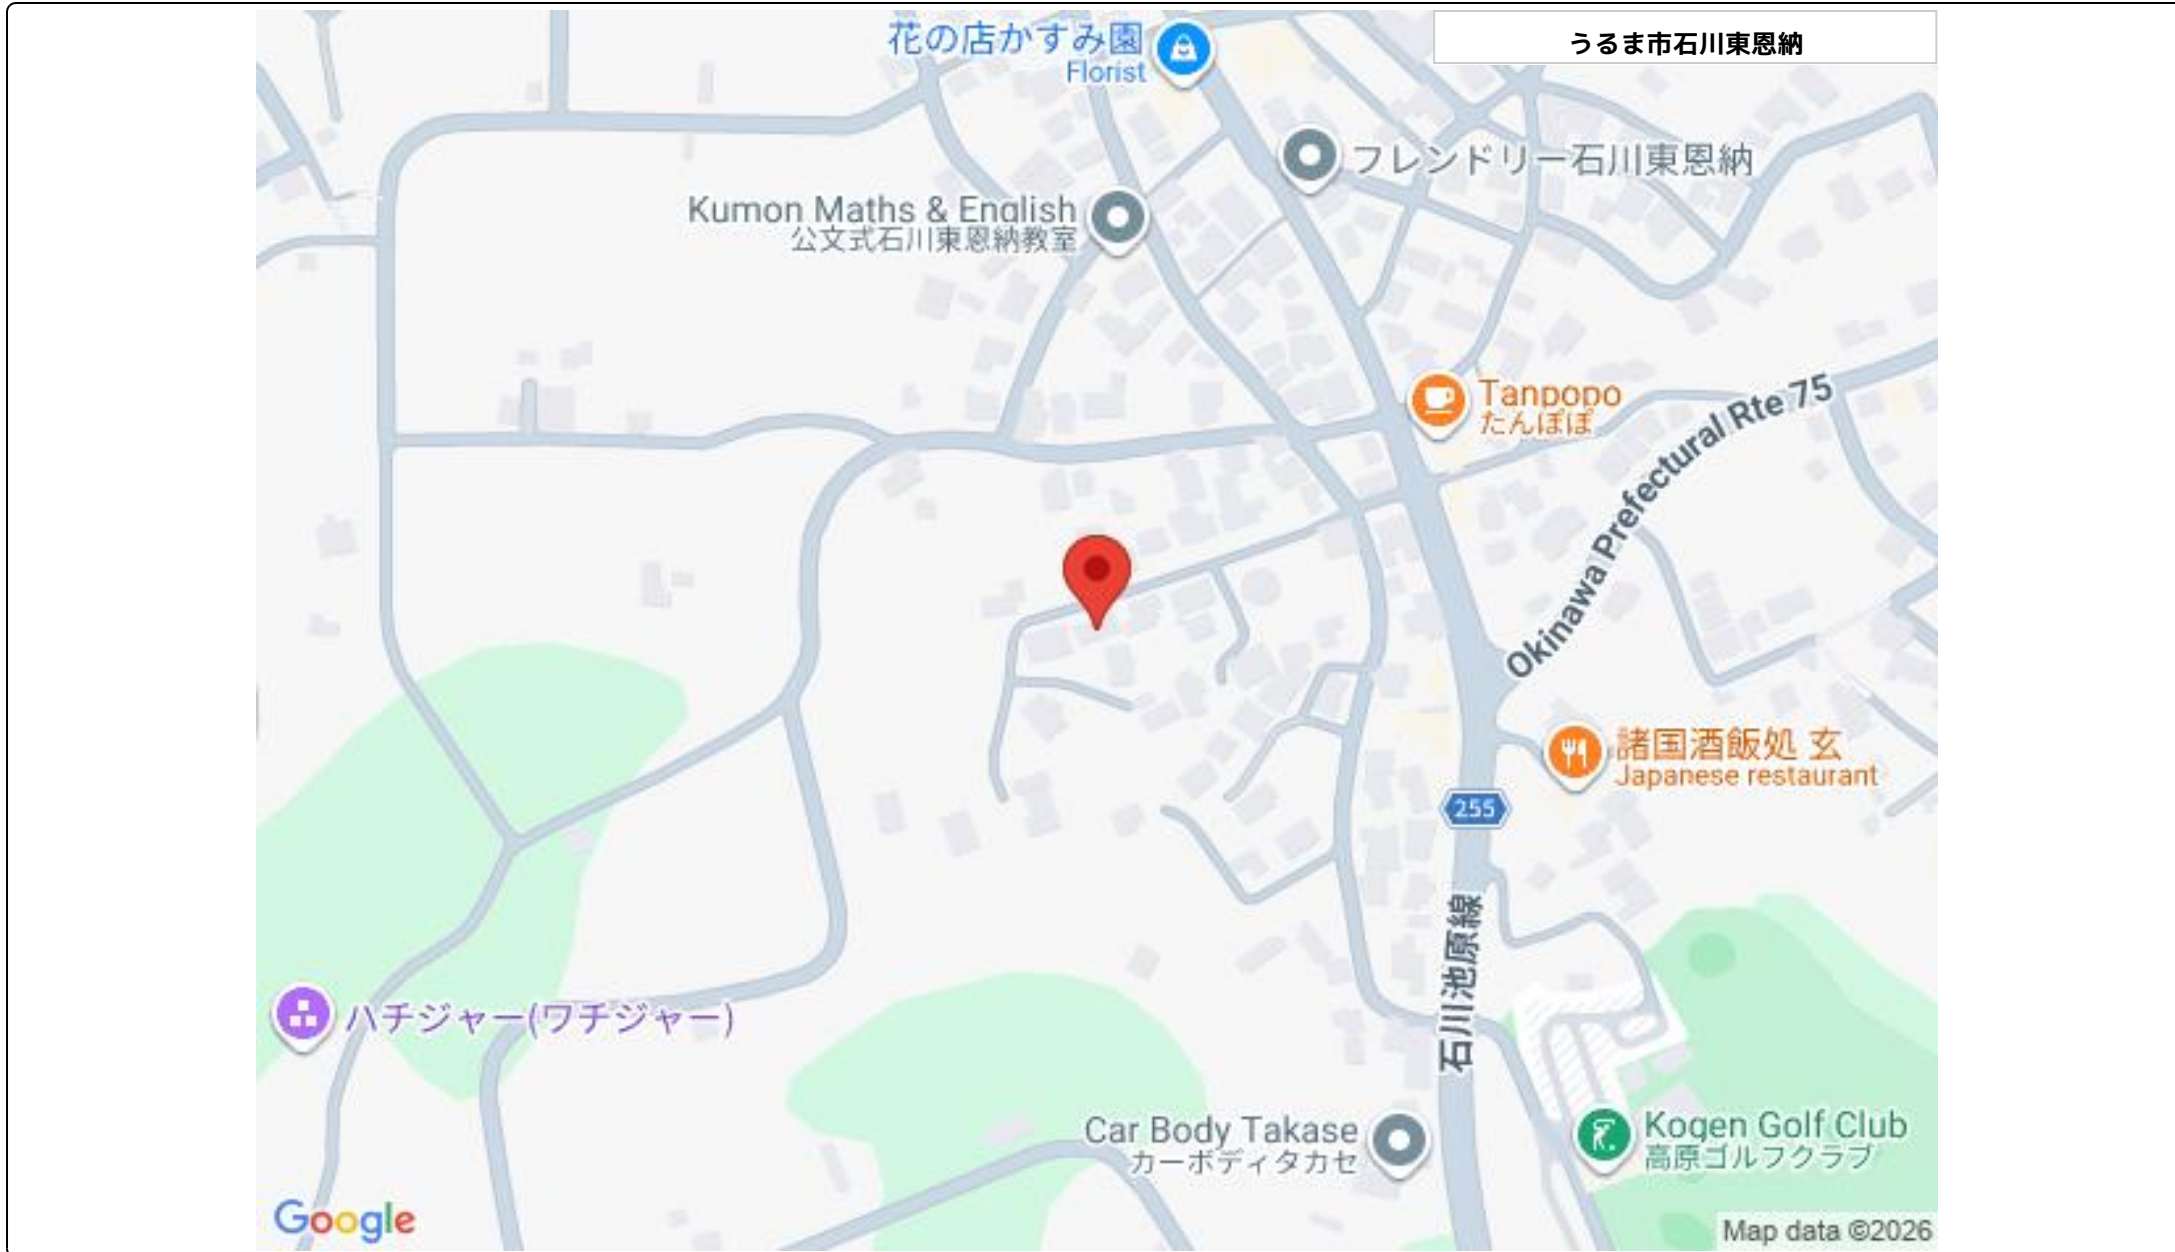 花の店かすみ園
Florist
うるま市石川東恩納
フレンドリー石川東恩納
Kumon Maths & English
公文式石川東恩納教室
Tanpopo
たんぽぽ
Okinawa Prefectural Rte 75
諸国酒飯処 玄
Japanese restaurant
255
石川池原線
ハチジャー(ワチジャー)
Car Body Takase
カーボディタカセ
Kogen Golf Club
高原ゴルフクラブ
Google
Map data ©2026